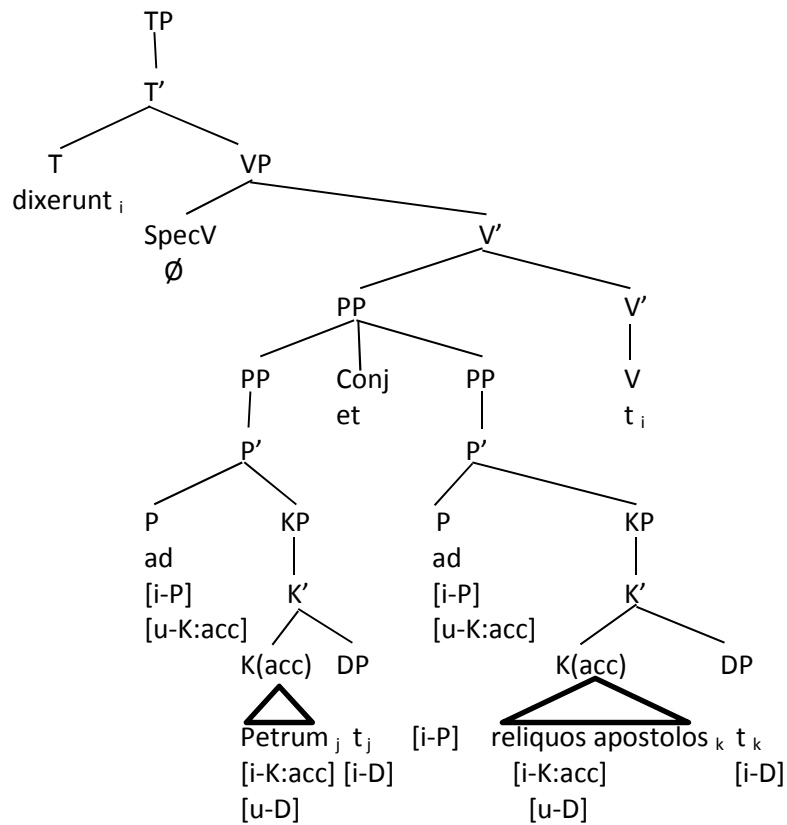 TP
T’
T VP
dixerunt i
SpecV V’
Ø
PP V’
PP Conj PP V
et t i
P’ P’
P KP P KP
ad ad
[i-P] K’ [i-P] K’
[u-K:acc] [u-K:acc]
K(acc) DP K(acc) DP
Petrum j t j [i-P] reliquos apostolos k t k
[i-K:acc] [i-D] [i-K:acc] [i-D]
[u-D] [u-D]